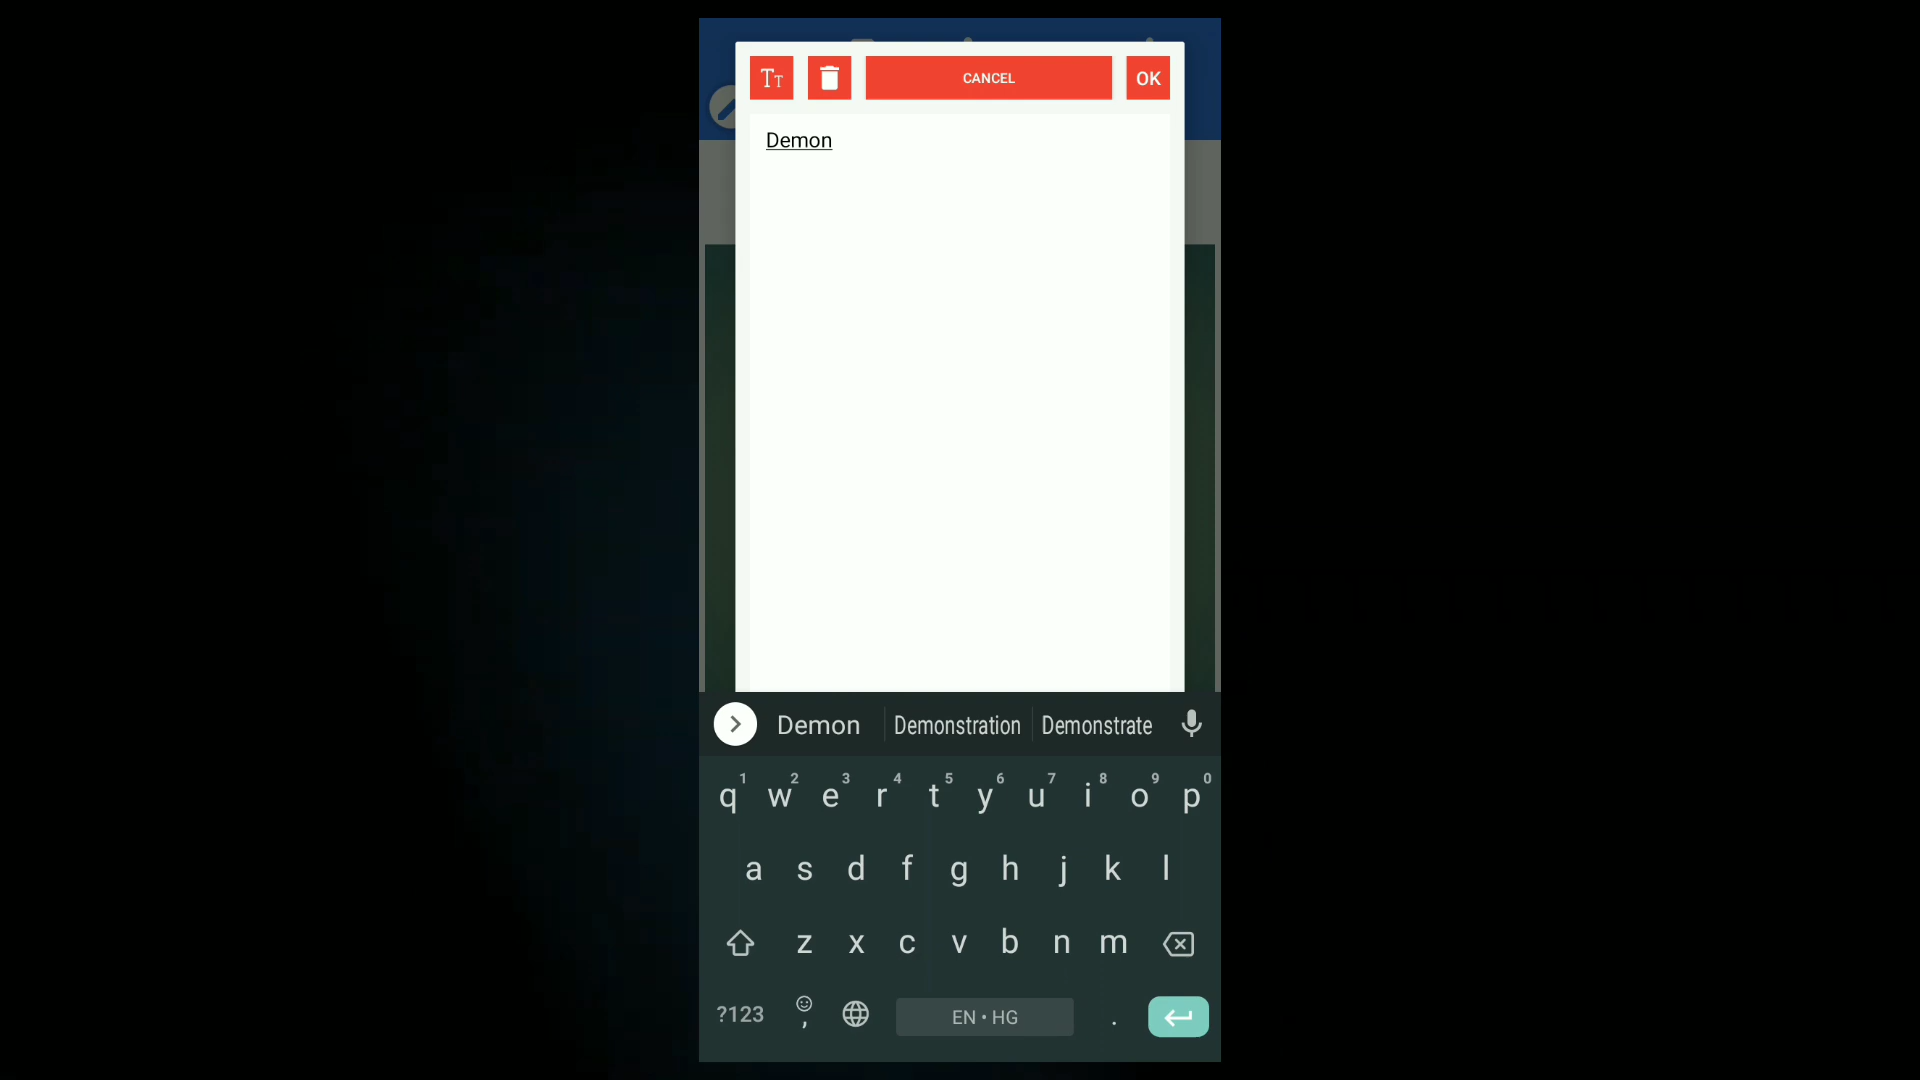 Tт CANCEL OK
Demon
Demon Demonstration Demonstrate
1 2 3 4 5 6 7 8 9 0
q w e r t y u i o p
a s d f g h j k l
z x c v b n m
?123 , EN • HG .